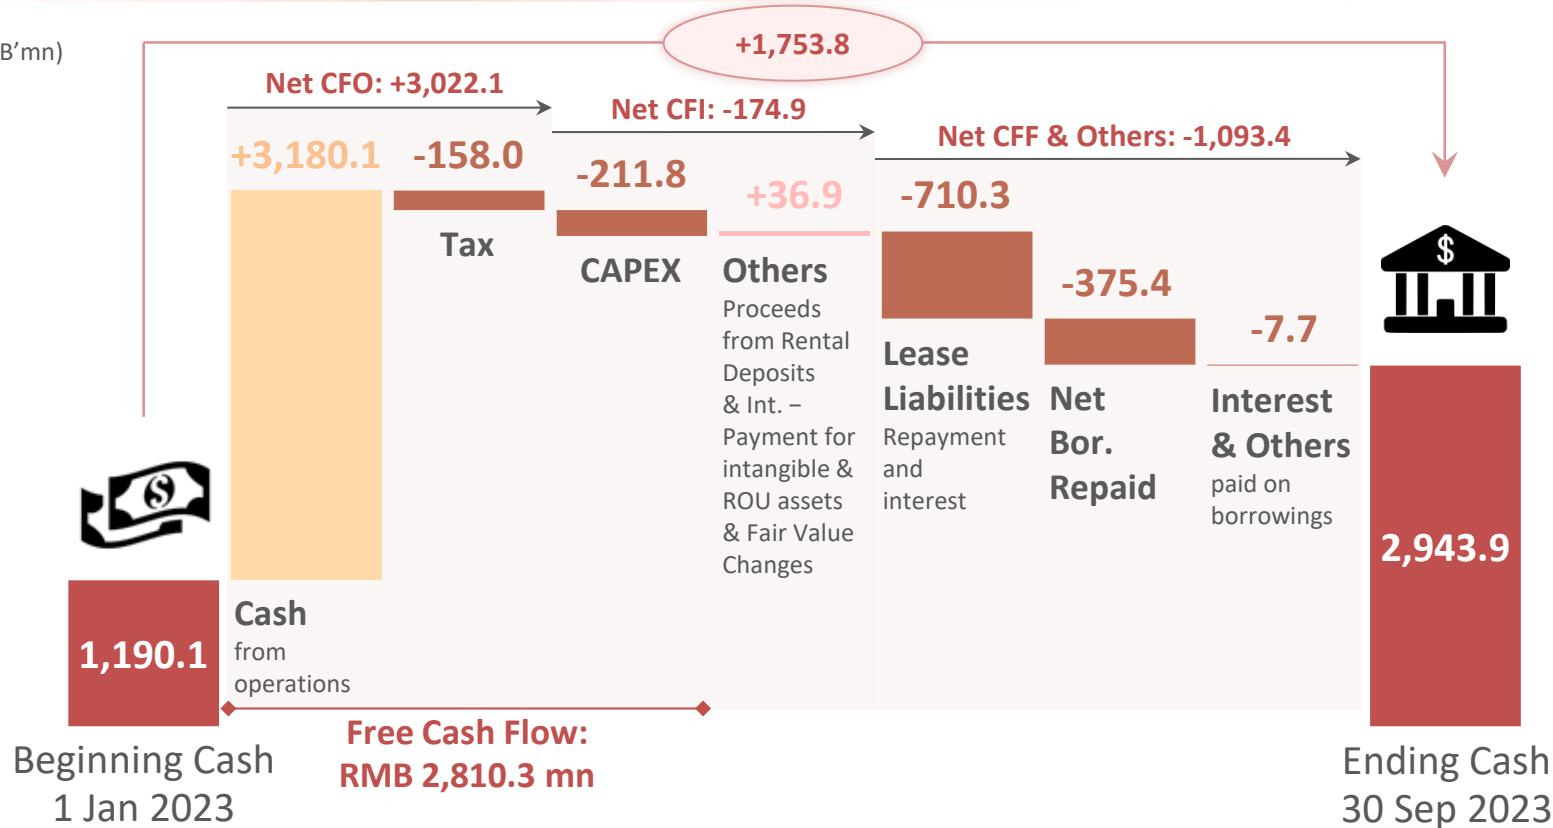 B’mn)
+1,753.8
Net CFO: +3,022.1
Net CFI: -174.9
Net CFF & Others: -1,093.4
+3,180.1
-158.0
-211.8
+36.9
-710.3
-375.4
-7.7
Tax
CAPEX
Others
Proceeds
from Rental
Deposits
& Int. –
Payment for
intangible &
ROU assets
& Fair Value
Changes
Lease
Liabilities
Repayment
and
interest
Net
Bor.
Repaid
Interest
& Others
paid on
borrowings
$
$
1,190.1
Cash
from
operations
2,943.9
Free Cash Flow:
RMB 2,810.3 mn
Beginning Cash
1 Jan 2023
Ending Cash
30 Sep 2023